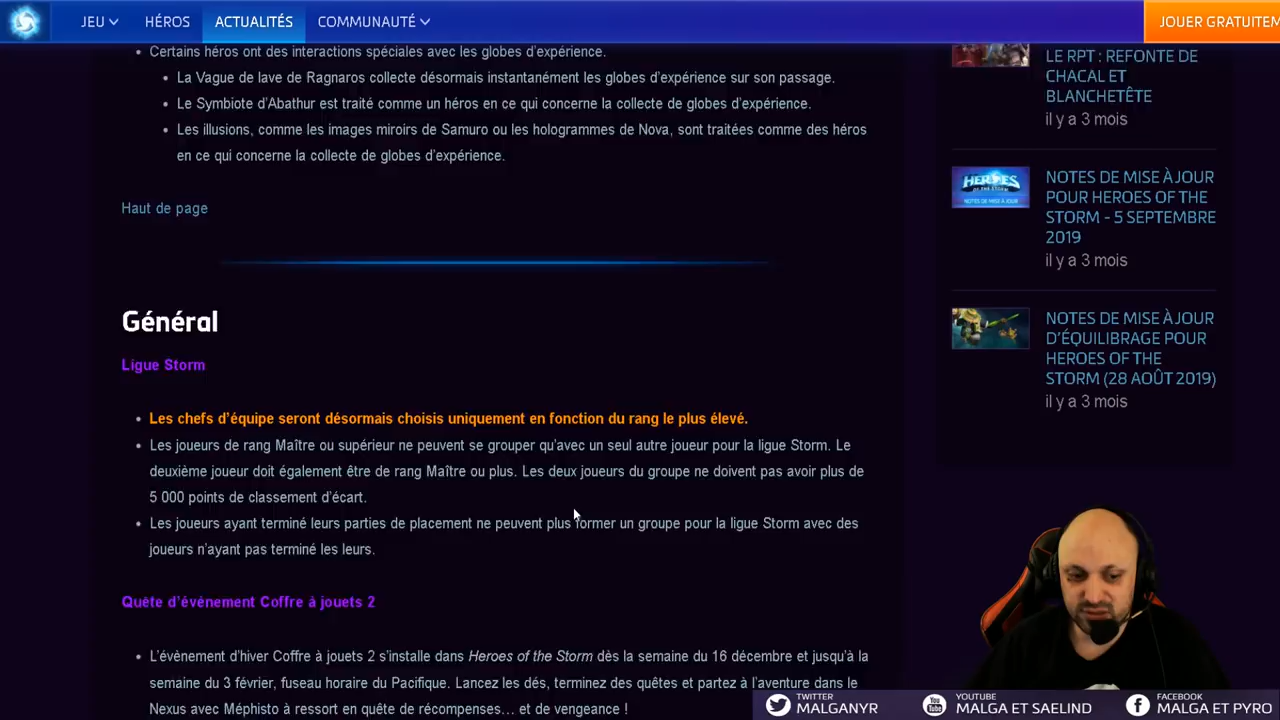 JEU HÉROS ACTUALITÉS COMMUNAUTÉ
JOUER GRATUITEM
Certains héros ont des interactions spéciales avec les globes d'expérience.
La Vague de lave de Ragnaros collecte désormais instantanément les globes d'expérience sur son passage.
Le Symbiote d'Abathur est traité comme un héros en ce qui concerne la collecte de globes d'expérience.
Les illusions, comme les images miroirs de Samuro ou les hologrammes de Nova, sont traitées comme des héros
en ce qui concerne la collecte de globes d'expérience.
Haut de page
Général
Ligue Storm
Les chefs d'équipe seront désormais choisis uniquement en fonction du rang le plus élevé.
Les joueurs de rang Maître ou supérieur ne peuvent se grouper qu'avec un seul autre joueur pour la ligue Storm. Le
deuxième joueur doit également être de rang Maître ou plus. Les deux joueurs du groupe ne doivent pas avoir plus de
5 000 points de classement d'écart.
Les joueurs ayant terminé leurs parties de placement ne peuvent plus former un groupe pour la ligue Storm avec des
joueurs n'ayant pas terminé les leurs.
Quête d'événement Coffre à jouets 2
L'évènement d'hiver Coffre à jouets 2 s'installe dans Heroes of the Storm dès la semaine du 16 décembre et jusqu'à la
semaine du 3 février, fuseau horaire du Pacifique. Lancez les dés, terminez des quêtes et partez à l'aventure dans le
Nexus avec Méphisto à ressort en quête de récompenses… et de vengeance !
LE RPT : REFONTE DE
CHACAL ET
BLANCHETÊTE
il y a 3 mois
HEROES
OF THE STORM
NOTES DE MISE À JOUR
NOTES DE MISE À JOUR
POUR HEROES OF THE
STORM - 5 SEPTEMBRE
2019
il y a 3 mois
NOTES DE MISE À JOUR
D'ÉQUILIBRAGE POUR
HEROES OF THE
STORM (28 AOÛT 2019)
il y a 3 mois
TWITTER
MALGANYR
YOUTUBE
MALGA ET SAELIND
FACEBOOK
MALGA ET PYRO